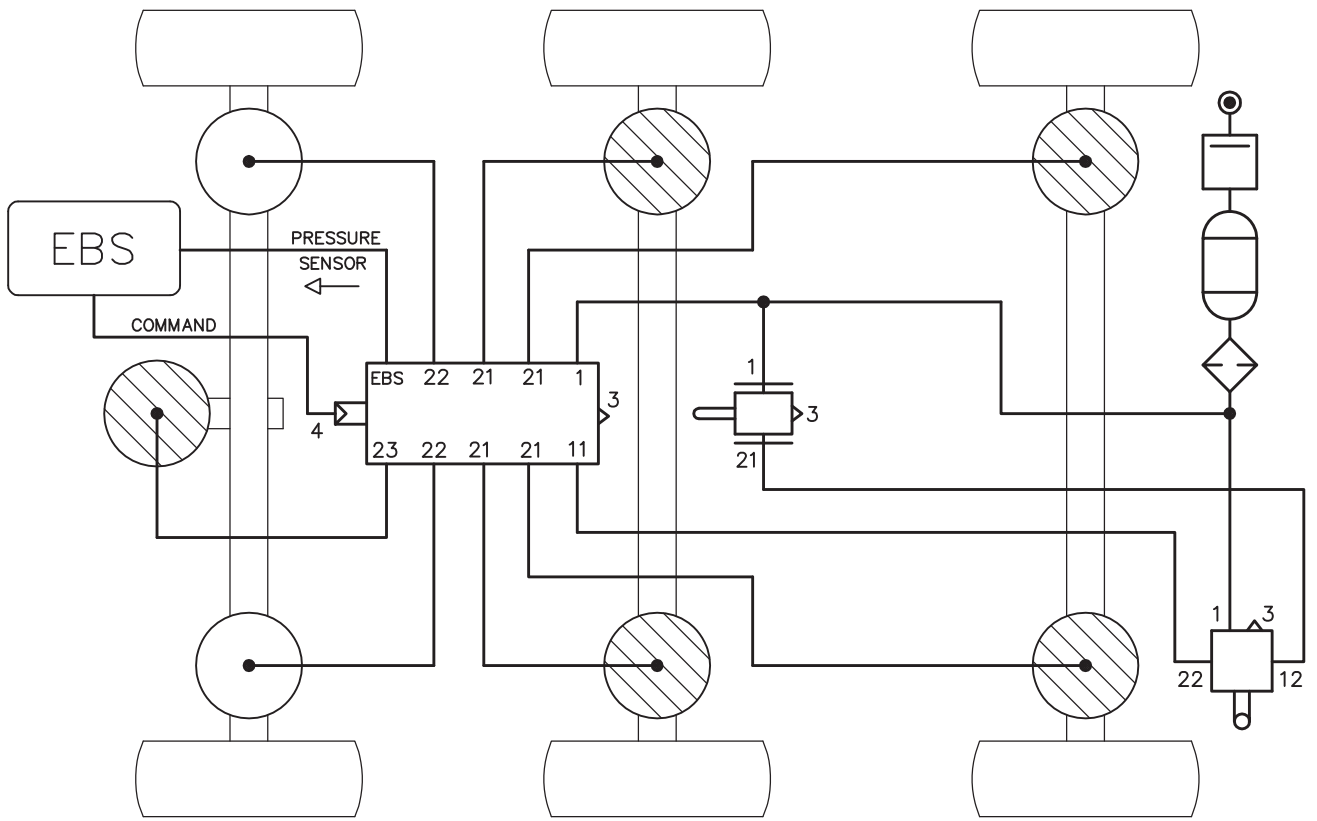 PRESSURE
EBS
SENSOR
COMMAND
1
EBS 22 21 21 1
3
3
4
23 22 21 21 11
21
1 3
22 12